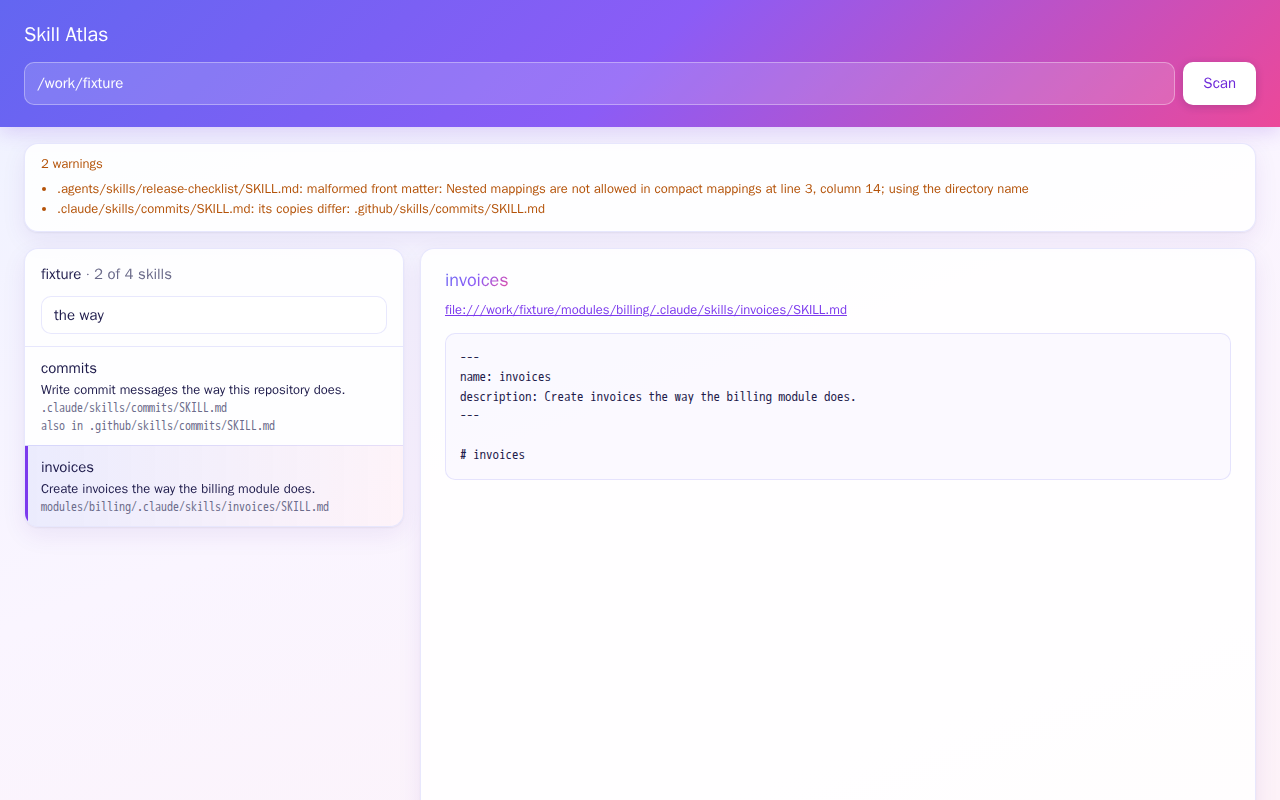 Skill Atlas
/work/fixture
Scan
2 warnings
• .agents/skills/release-checklist/SKILL.md: malformed front matter: Nested mappings are not allowed in compact mappings at line 3, column 14; using the directory name
• .claude/skills/commits/SKILL.md: its copies differ: .github/skills/commits/SKILL.md
fixture · 2 of 4 skills
the way
commits
Write commit messages the way this repository does.
.claude/skills/commits/SKILL.md
also in .github/skills/commits/SKILL.md
invoices
Create invoices the way the billing module does.
modules/billing/.claude/skills/invoices/SKILL.md
invoices
file:///work/fixture/modules/billing/.claude/skills/invoices/SKILL.md
---
name: invoices
description: Create invoices the way the billing module does.
---
# invoices